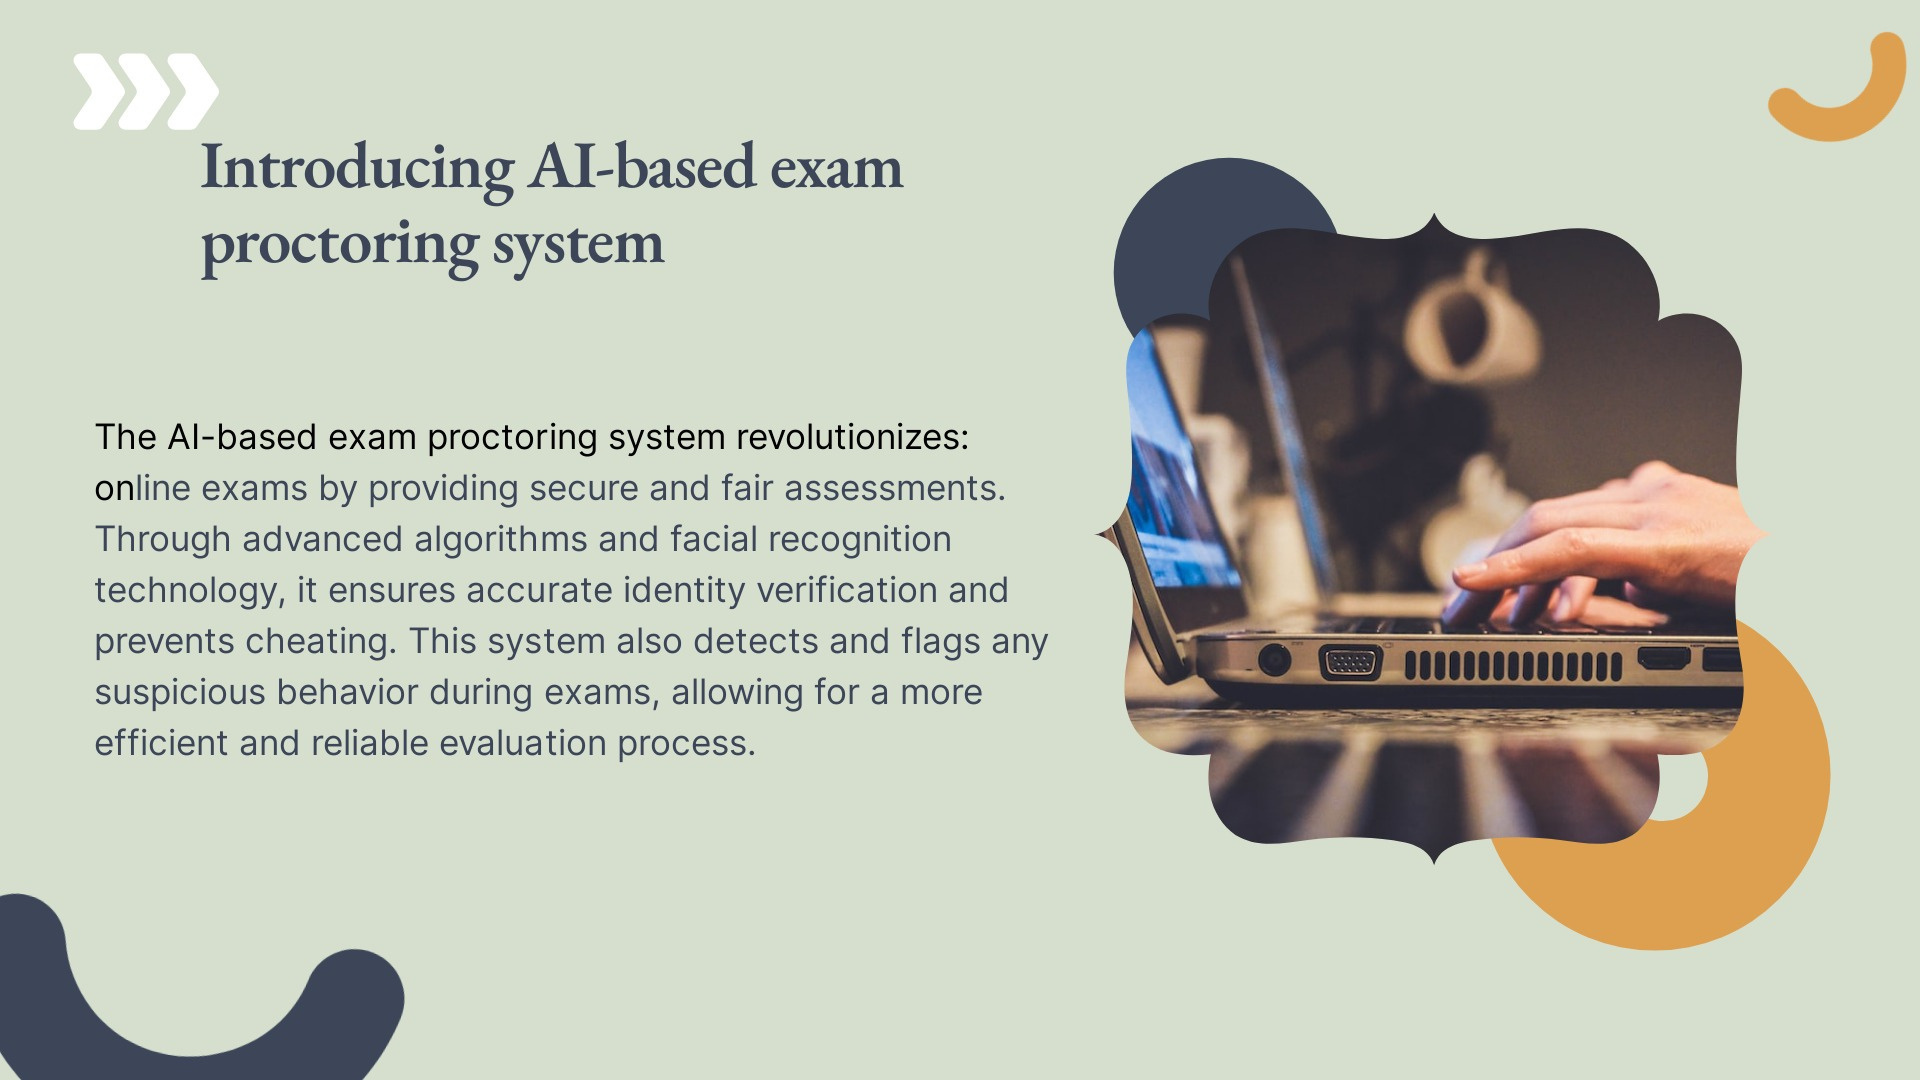 Introducing AI-based exam
proctoring system
The AI-based exam proctoring system revolutionizes:
online exams by providing secure and fair assessments.
Through advanced algorithms and facial recognition
technology, it ensures accurate identity verification and
prevents cheating. This system also detects and flags any
suspicious behavior during exams, allowing for a more
efficient and reliable evaluation process.